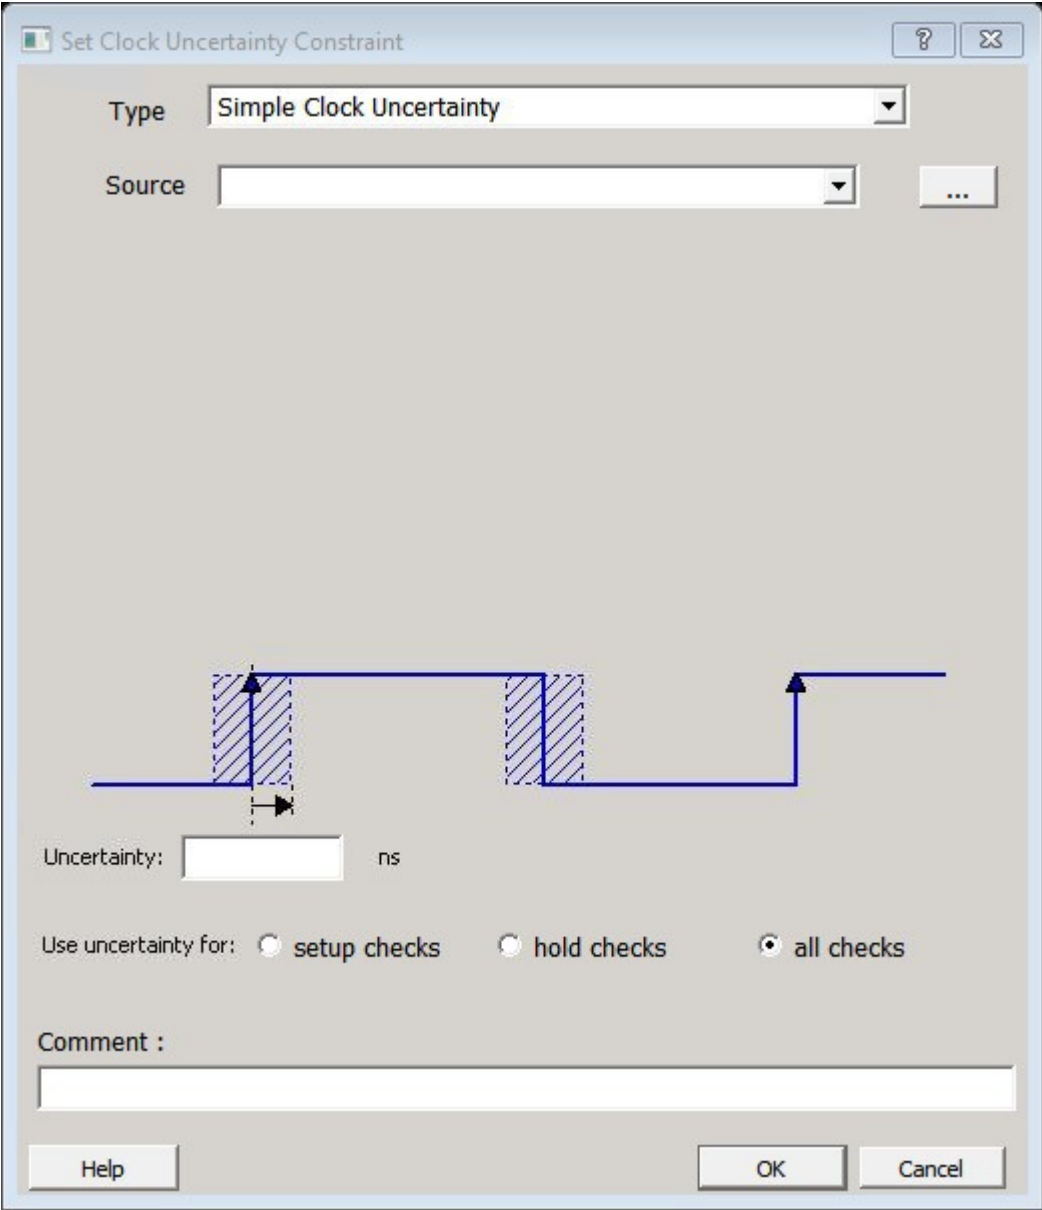 Set Clock Uncertainty Constraint
Type Simple Clock Uncertainty
Source ...
Uncertainty: ns
Use uncertainty for: setup checks hold checks all checks
Comment :
Help OK Cancel